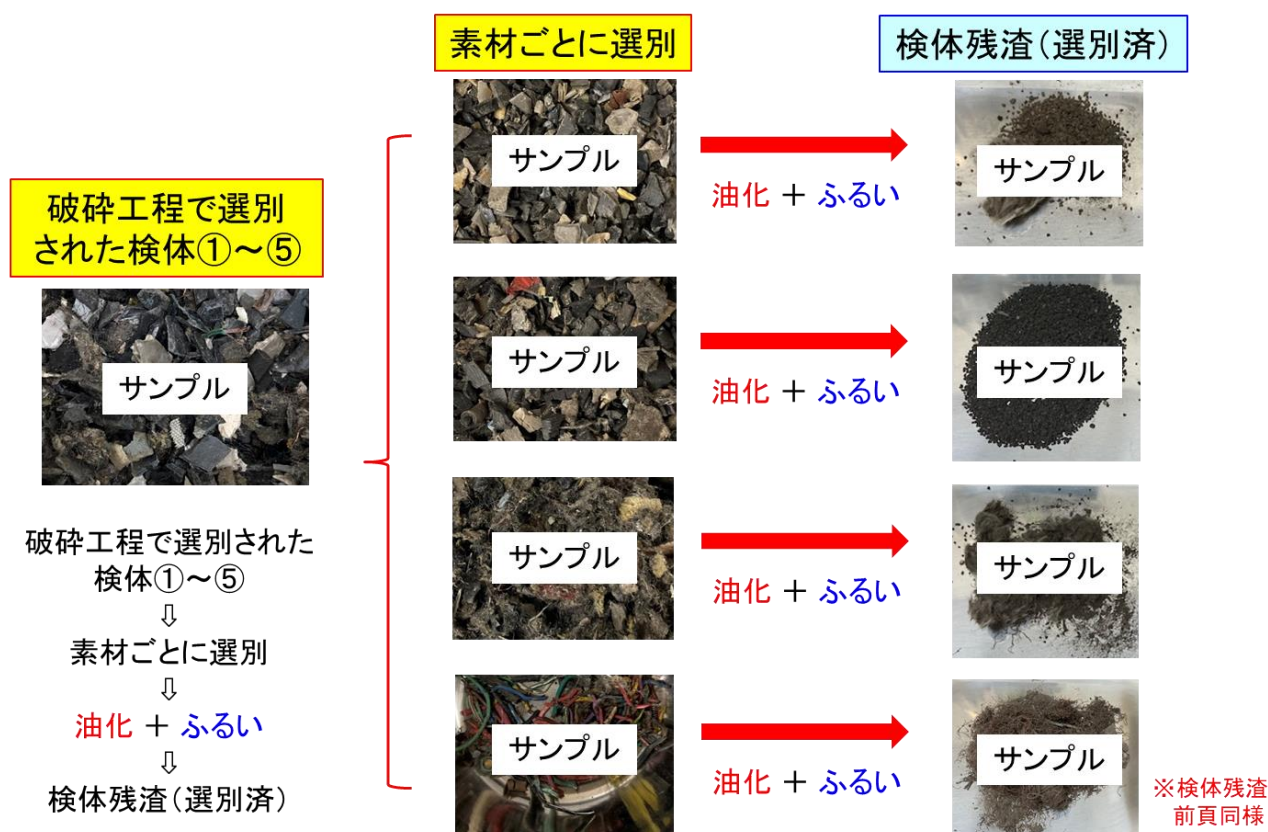 素材ごとに選別
検体残渣(選別済)
破砕工程で選別
された検体①～⑤
サンプル
破砕工程で選別された
検体①～⑤
⇩
素材ごとに選別
⇩
油化 ＋ ふるい
⇩
検体残渣(選別済)
サンプル
油化 ＋ ふるい
サンプル
サンプル
油化 ＋ ふるい
サンプル
サンプル
油化 ＋ ふるい
サンプル
サンプル
油化 ＋ ふるい
サンプル
※検体残渣
前頁同様